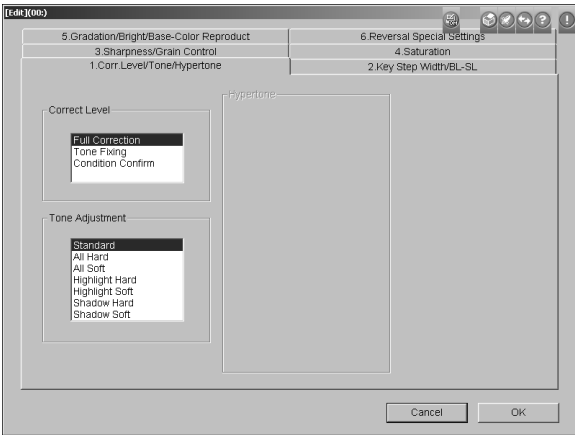 [Edit](00:)
5.Gradation/Bright/Base-Color Reproduct
6.Reversal Special Settings
3.Sharpness/Grain Control
4.Saturation
1.Corr.Level/Tone/Hypertone
2.Key Step Width/BL-SL
Hypertone
Correct Level
Full Correction
Tone Fixing
Condition Confirm
Tone Adjustment
Standard
All Hard
All Soft
Highlight Hard
Highlight Soft
Shadow Hard
Shadow Soft
Cancel
OK